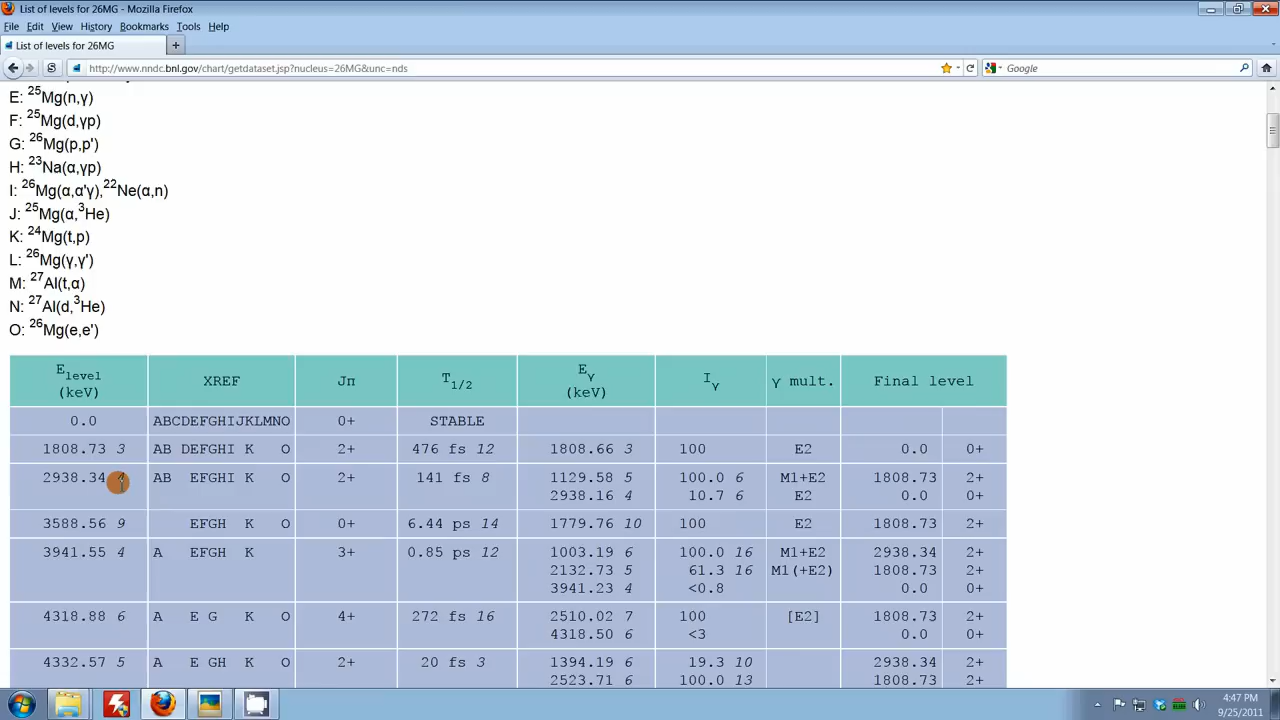 List of levels for 26MG - Mozilla Firefox
File Edit View History Bookmarks Tools Help
List of levels for 26MG
http://www.nndc.bnl.gov/chart/getdataset.jsp?nucleus=26MG&unc=nds
Google
E: 25Mg(n,γ)
F: 25Mg(d,γp)
G: 26Mg(p,p')
H: 23Na(α,γp)
I: 26Mg(α,α'γ),22Ne(α,n)
J: 25Mg(α,3He)
K: 24Mg(t,p)
L: 26Mg(γ,γ')
M: 27Al(t,α)
N: 27Al(d,3He)
O: 26Mg(e,e')
Elevel (keV) XREF Jπ T1/2 Eγ (keV) Iγ γ mult. Final level
0.0 ABCDEFGHIJKLMNO 0+ STABLE
1808.73 3 AB DEFGHI K O 2+ 476 fs 12 1808.66 3 100 E2 0.0 0+
2938.34 4 AB EFGHI K O 2+ 141 fs 8 1129.58 5 100.0 6 M1+E2 1808.73 2+
2938.16 4 10.7 6 E2 0.0 0+
3588.56 9 EFGH K O 0+ 6.44 ps 14 1779.76 10 100 E2 1808.73 2+
3941.55 4 A EFGH K 3+ 0.85 ps 12 1003.19 6 100.0 16 M1+E2 2938.34 2+
2132.73 5 61.3 16 M1(+E2) 1808.73 2+
3941.23 4 <0.8 0.0 0+
4318.88 6 A E G K O 4+ 272 fs 16 2510.02 7 100 [E2] 1808.73 2+
4318.50 6 <3 0.0 0+
4332.57 5 A E GH K O 2+ 20 fs 3 1394.19 6 19.3 10 2938.34 2+
2523.71 6 100.0 13 1808.73 2+
4:47 PM
9/25/2011